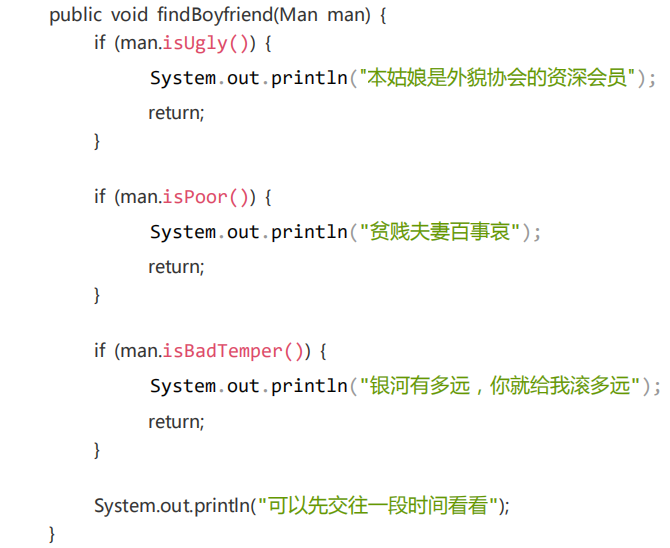 public void findBoyfriend(Man man) {
if (man.isUgly()) {
System.out.println("本姑娘是外貌协会的资深会员");
return;
}
if (man.isPoor()) {
System.out.println("贫贱夫妻百事哀");
return;
}
if (man.isBadTemper()) {
System.out.println("银河有多远，你就给我滚多远");
return;
}
System.out.println("可以先交往一段时间看看");
}